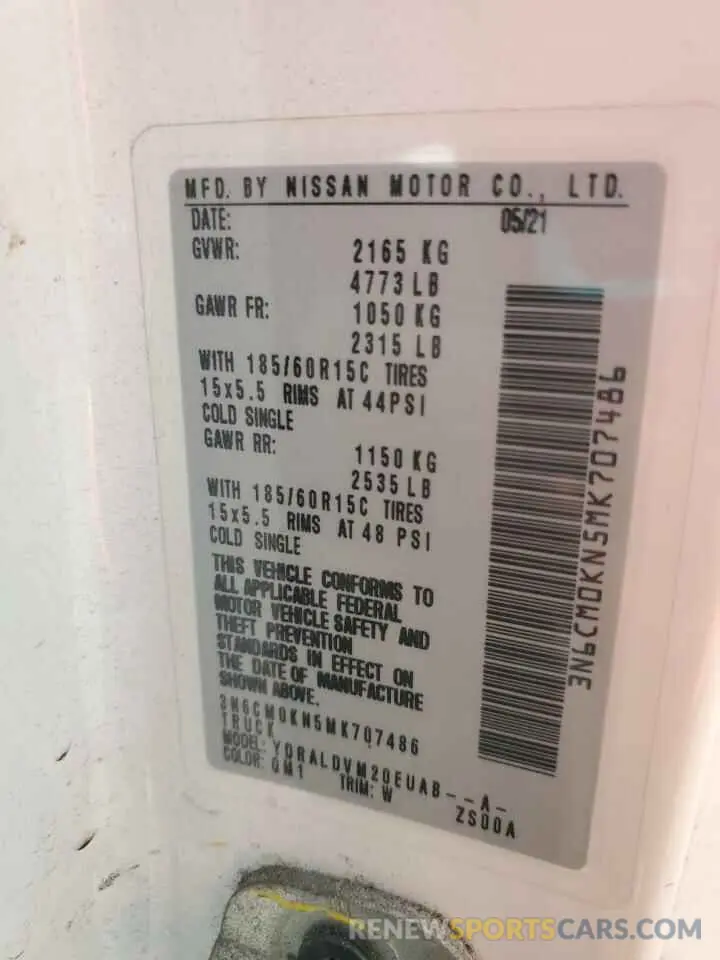 MFD. BY NISSAN MOTOR CO., LTD.
DATE: 05/21
GVWR: 2165 KG
4773 LB
GAWR FR: 1050 KG
2315 LB
WITH 185/60R15C TIRES
15x5.5 RIMS AT 44PSI
COLD SINGLE
GAWR RR: 1150 KG
2535 LB
WITH 185/60R15C TIRES
15x5.5 RIMS AT 48 PSI
COLD SINGLE
THIS VEHICLE CONFORMS TO
ALL APPLICABLE FEDERAL
MOTOR VEHICLE SAFETY AND
THEFT PREVENTION
STANDARDS IN EFFECT ON
THE DATE OF MANUFACTURE
SHOWN ABOVE.
3N6CM0KN5MK707486
TRUCK
MODEL: YQRALDVM20EUAB--A-
COLOR: QM1 TRIM: W ZS00A
3N6CM0KN5MK707486
RENEWSPORTSCARS.COM